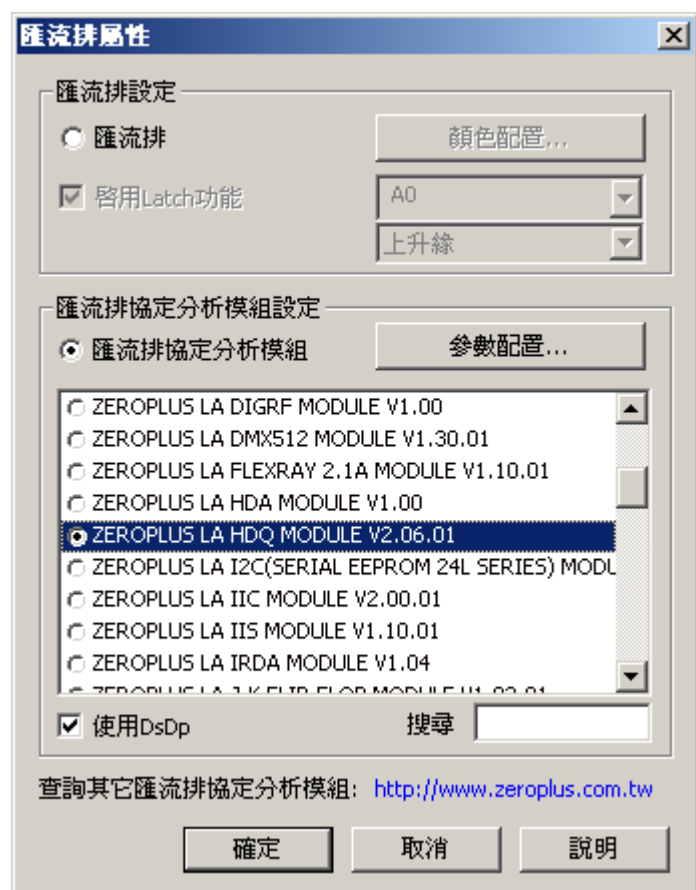 匯流排屬性
匯流排設定
匯流排
顏色配置...
啓用Latch功能
A0
上升緣
匯流排協定分析模組設定
匯流排協定分析模組
參數配置...
ZEROPLUS LA DIGRF MODULE V1.00
ZEROPLUS LA DMX512 MODULE V1.30.01
ZEROPLUS LA FLEXRAY 2.1A MODULE V1.10.01
ZEROPLUS LA HDA MODULE V1.00
ZEROPLUS LA HDQ MODULE V2.06.01
ZEROPLUS LA I2C(SERIAL EEPROM 24L SERIES) MODU
ZEROPLUS LA IIC MODULE V2.00.01
ZEROPLUS LA IIS MODULE V1.10.01
ZEROPLUS LA IRDA MODULE V1.04
使用DsDp
搜尋
查詢其它匯流排協定分析模組: http://www.zeroplus.com.tw
確定
取消
說明